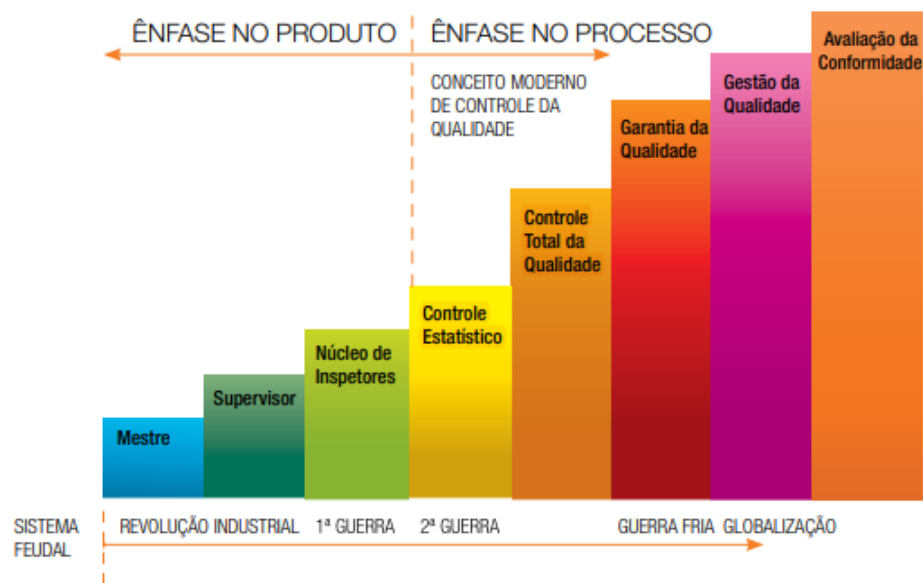 ÊNFASE NO PRODUTO
ÊNFASE NO PROCESSO
CONCEITO MODERNO
DE CONTROLE DA
QUALIDADE
Mestre
Supervisor
Núcleo de
Inspetores
Controle
Estatístico
Controle
Total da
Qualidade
Garantia da
Qualidade
Gestão da
Qualidade
Avaliação da
Conformidade
SISTEMA
FEUDAL
REVOLUÇÃO INDUSTRIAL
1ª GUERRA
2ª GUERRA
GUERRA FRIA
GLOBALIZAÇÃO